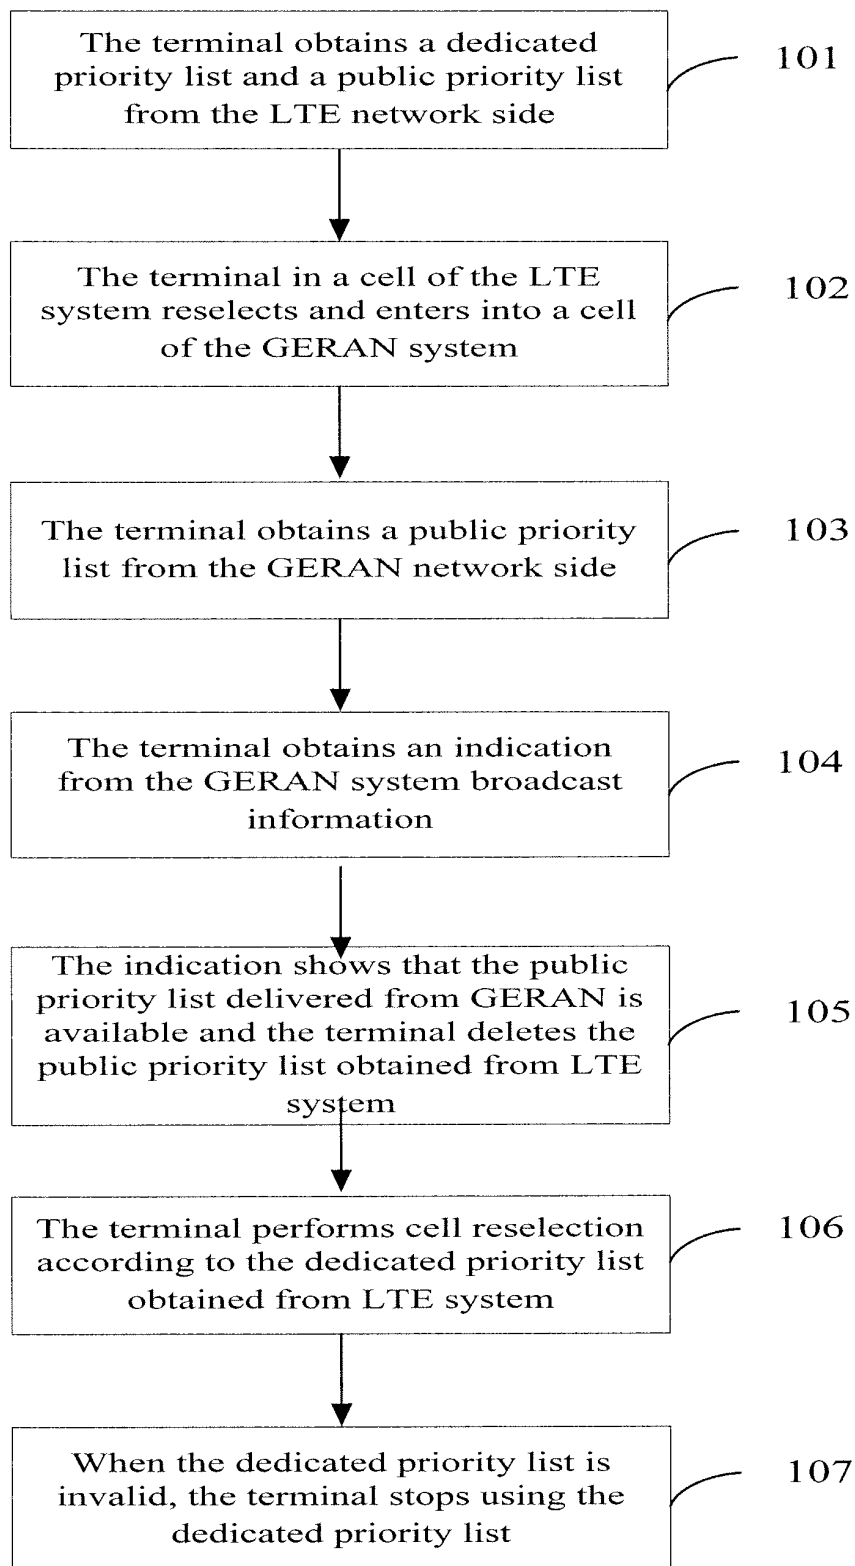 The terminal obtains a dedicated
priority list and a public priority list
from the LTE network side
101
The terminal in a cell of the LTE
system reselects and enters into a cell
of the GERAN system
102
The terminal obtains a public priority
list from the GERAN network side
103
The terminal obtains an indication
from the GERAN system broadcast
information
104
The indication shows that the public
priority list delivered from GERAN is
available and the terminal deletes the
public priority list obtained from LTE
system
105
The terminal performs cell reselection
according to the dedicated priority list
obtained from LTE system
106
When the dedicated priority list is
invalid, the terminal stops using the
dedicated priority list
107